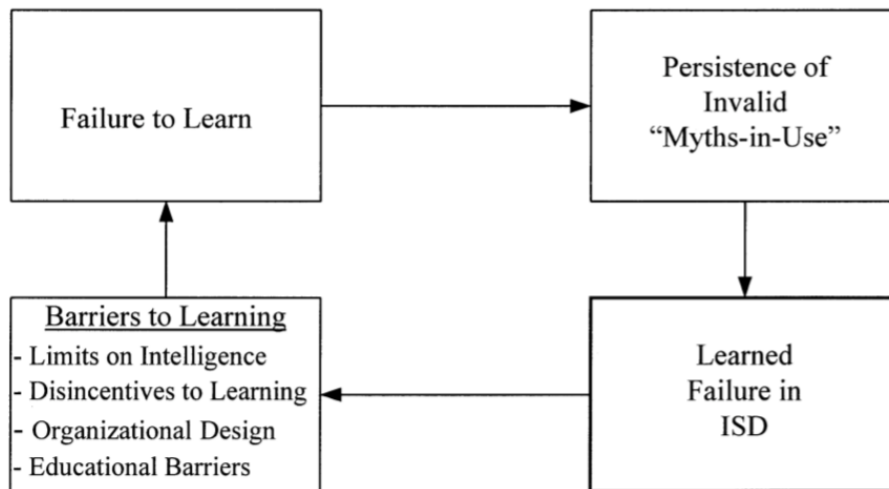 Failure to Learn
Persistence of
Invalid
“Myths-in-Use”
Barriers to Learning
- Limits on Intelligence
- Disincentives to Learning
- Organizational Design
- Educational Barriers
Learned
Failure in
ISD